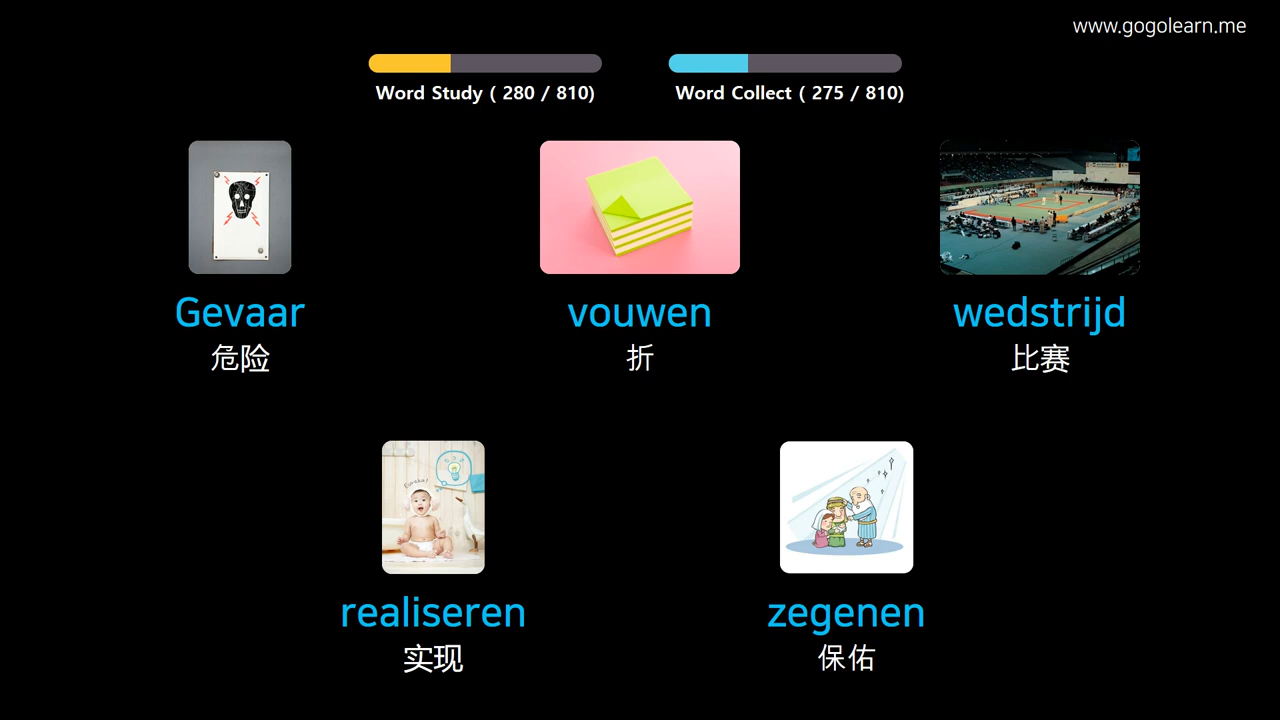 www.gogolearn.me
Word Study ( 280 / 810)
Word Collect ( 275 / 810)
Gevaar
危险
vouwen
折
wedstrijd
比赛
Eureka!
realiseren
实现
zegenen
保佑